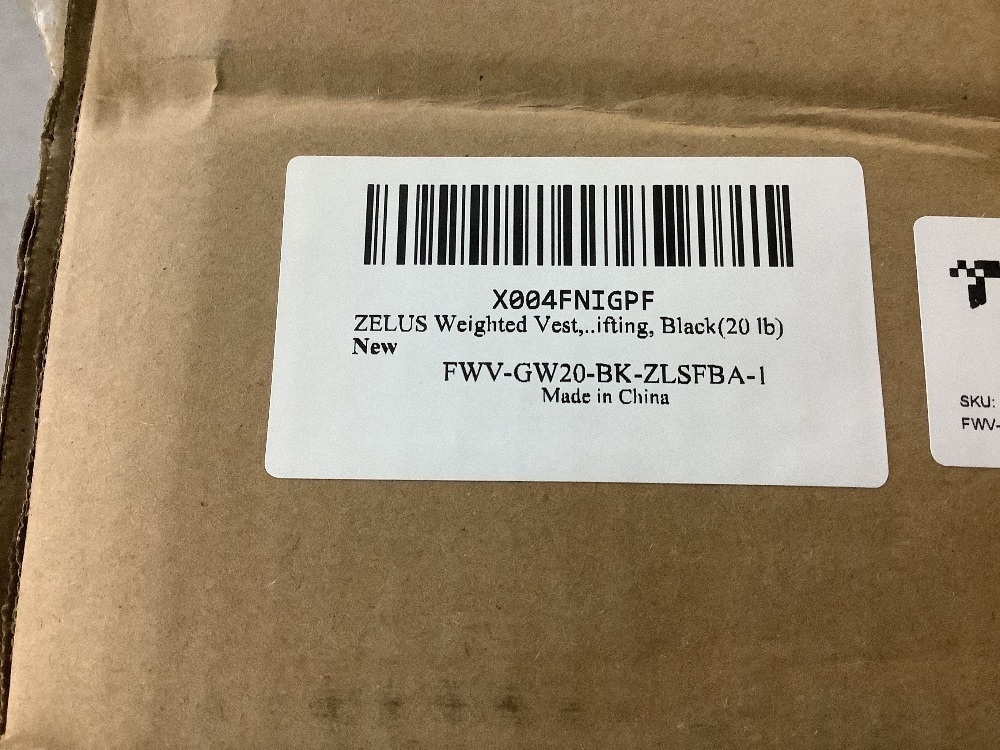 X004FNIGPF
ZELUS Weighted Vest,..ifting, Black(20 lb)
New
FWV-GW20-BK-ZLSFBA-1
Made in China
SKU:
FWV-